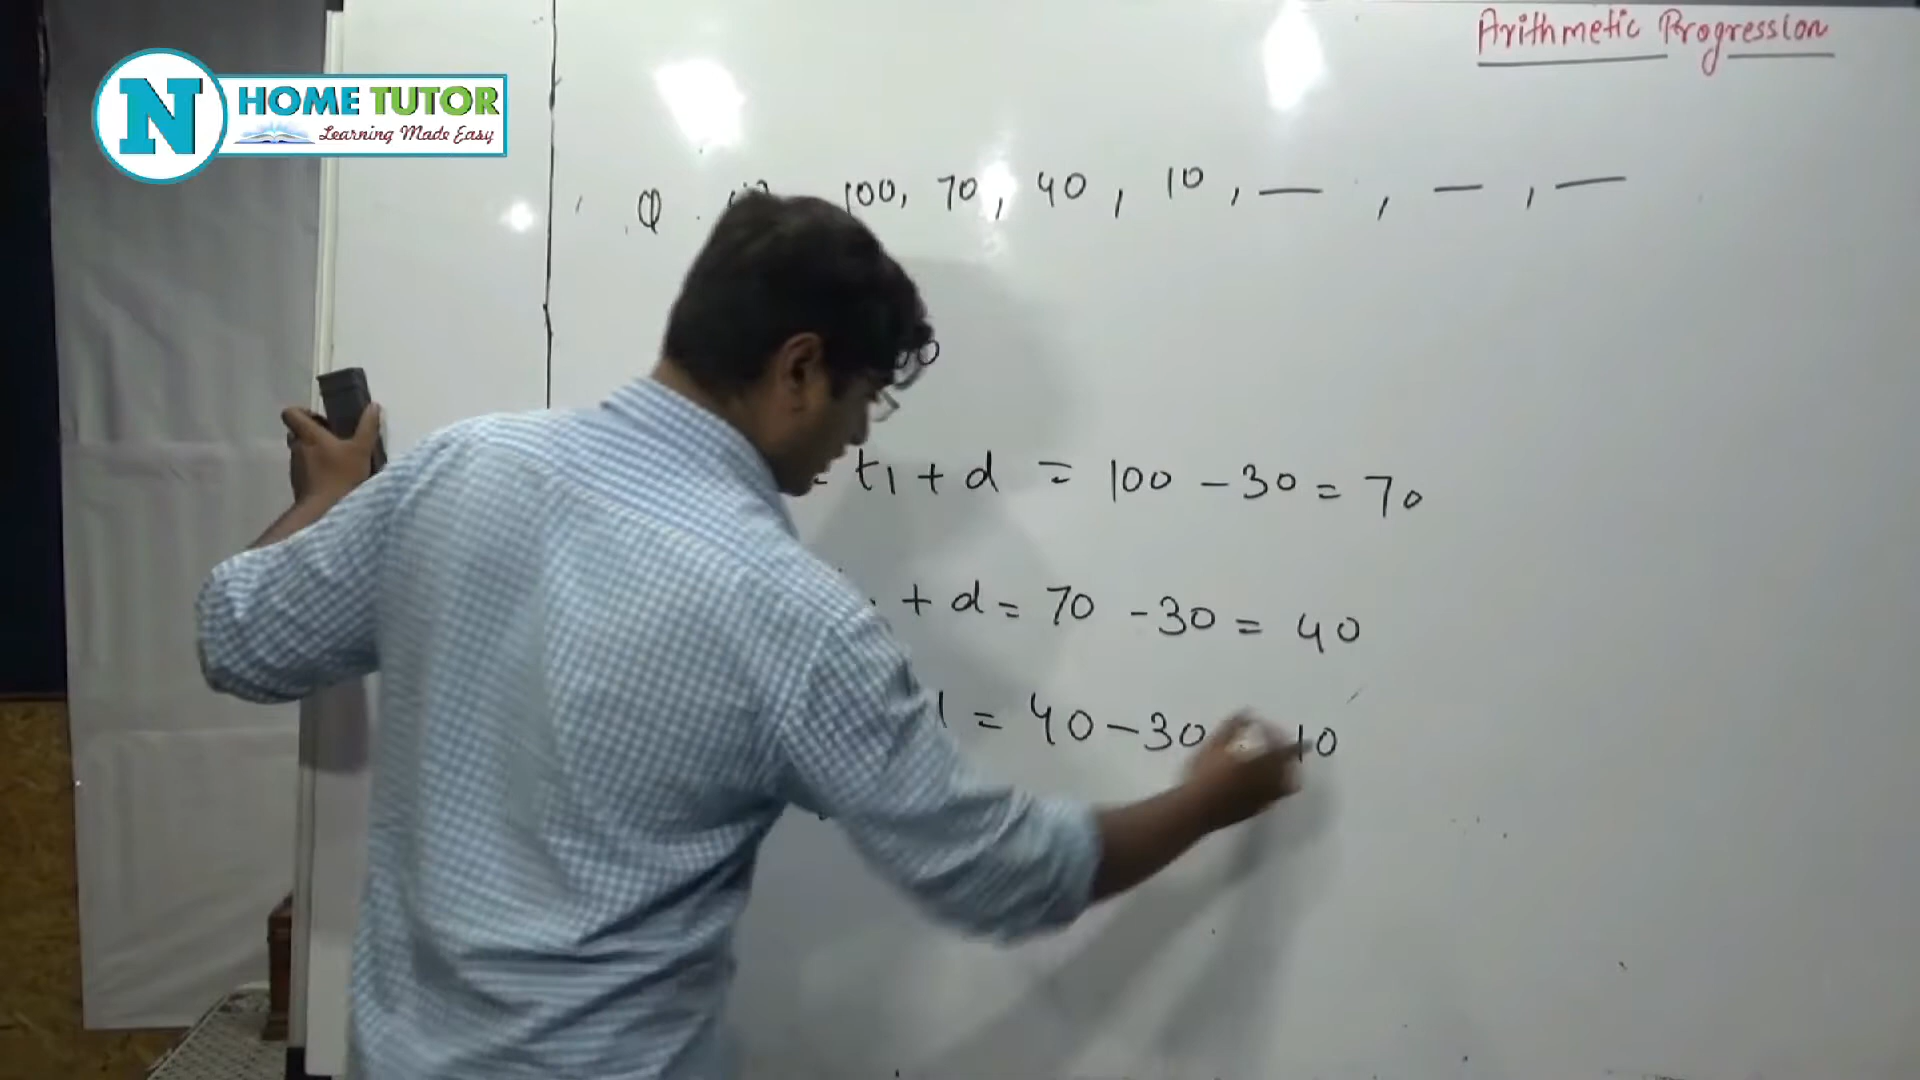 Arithmetic Progression
N HOME TUTOR
Learning Made Easy
Q. 100, 70, 40, 10, — , — , —
t1 + d = 100 - 30 = 70
+ d = 70 - 30 = 40
= 40 - 30 10